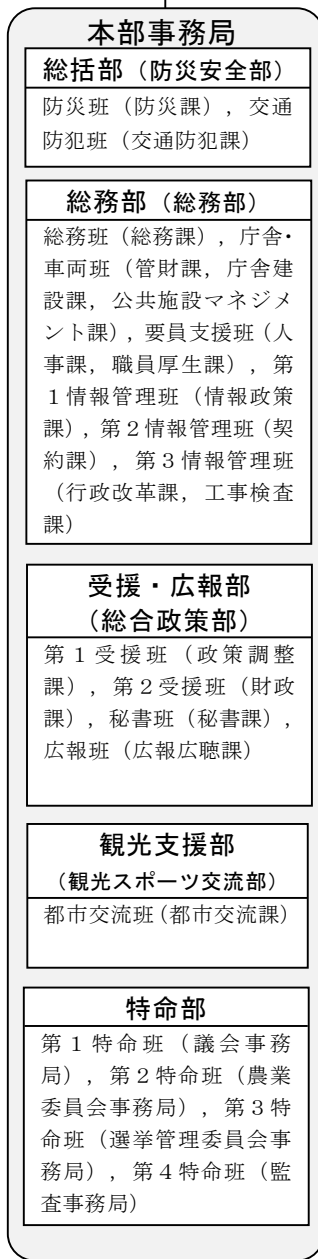 本部事務局
総括部（防災安全部）
防災班（防災課），交通
防犯班（交通防犯課）
総務部（総務部）
総務班（総務課），庁舎・
車両班（管財課，庁舎建
設課，公共施設マネジメ
ント課），要員支援班（人
事課，職員厚生課），第
１情報管理班（情報政策
課），第２情報管理班（契
約課），第３情報管理班
（行政改革課，工事検査
課）
受援・広報部
（総合政策部）
第１受援班（政策調整
課），第２受援班（財政
課），秘書班（秘書課），
広報班（広報広聴課）
観光支援部
（観光スポーツ交流部）
都市交流班（都市交流課）
特命部
第１特命班（議会事務
局），第２特命班（農業
委員会事務局），第３特
命班（選挙管理委員会事
務局），第４特命班（監
査事務局）